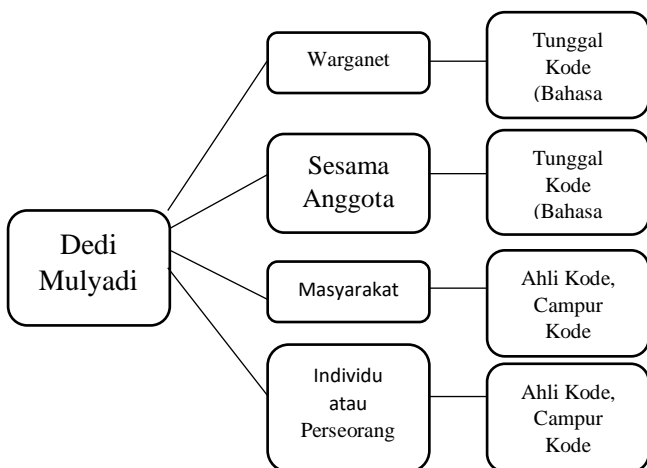 Warganet
Tunggal
Kode
(Bahasa
Sesama
Anggota
Tunggal
Kode
(Bahasa
Dedi
Mulyadi
Masyarakat
Ahli Kode,
Campur
Kode
Individu
atau
Perseorang
Ahli Kode,
Campur
Kode